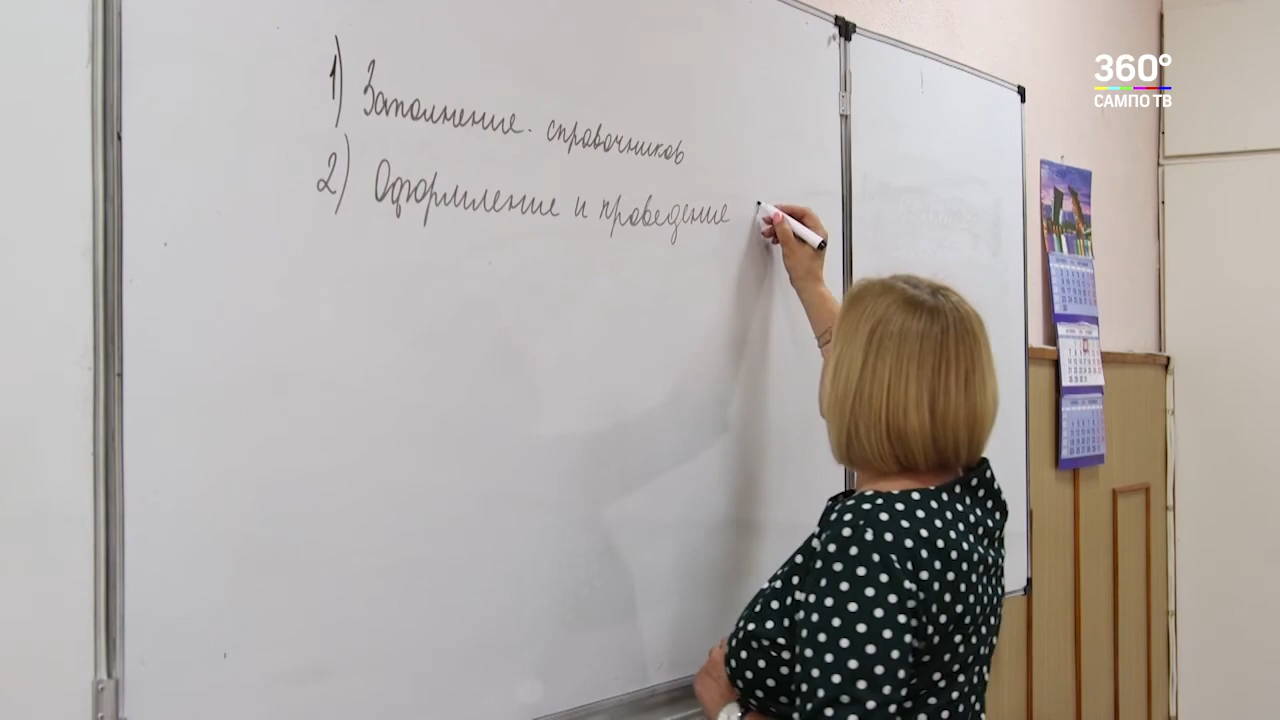 1) Заполнение справочников
2) Оформление и проведение
360°
САМПО ТВ